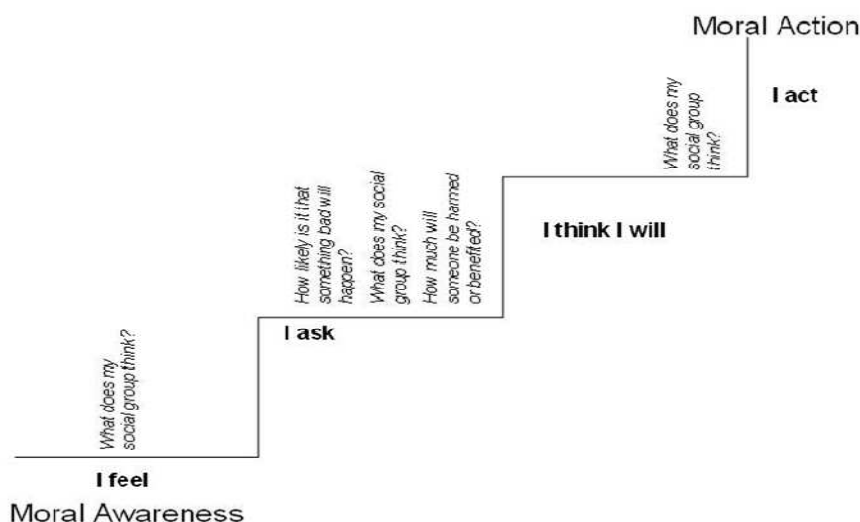 Moral Action
I act
What does my
social group
think?
I think I will
How likely is it that
something bad will
happen?
What does my social
group think?
How much will
someone be harmed
or benefited?
I ask
What does my
social group think?
I feel
Moral Awareness